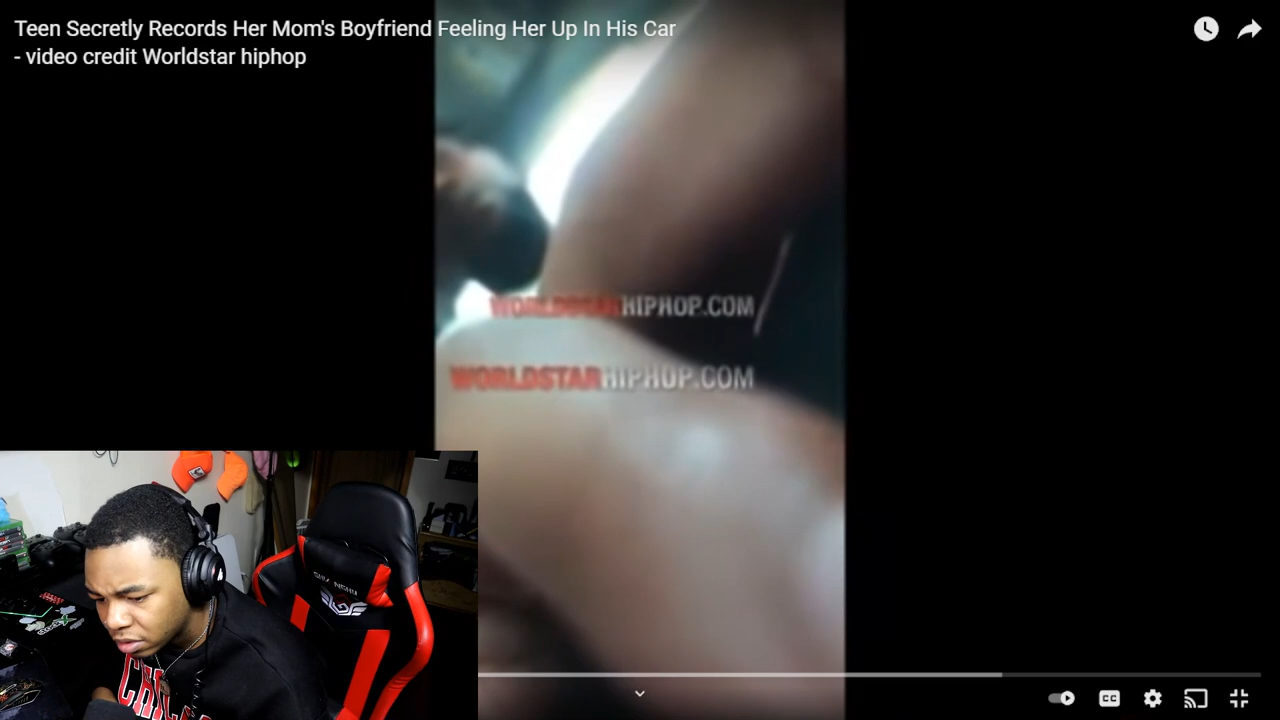 Teen Secretly Records Her Mom's Boyfriend Feeling Her Up In His Car
- video credit Worldstar hiphop
WORLDSTARHIPHOP.COM
WORLDSTARHIPHOP.COM
CC